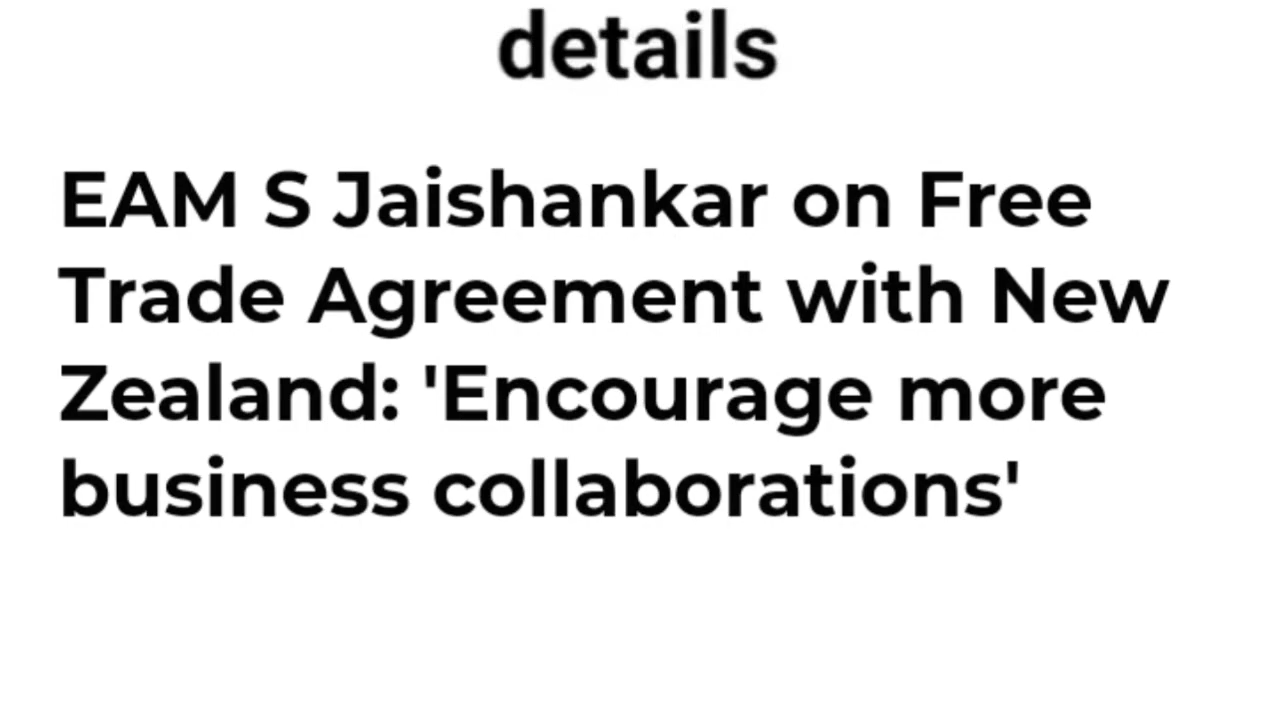 details
EAM S Jaishankar on Free
Trade Agreement with New
Zealand: 'Encourage more
business collaborations'